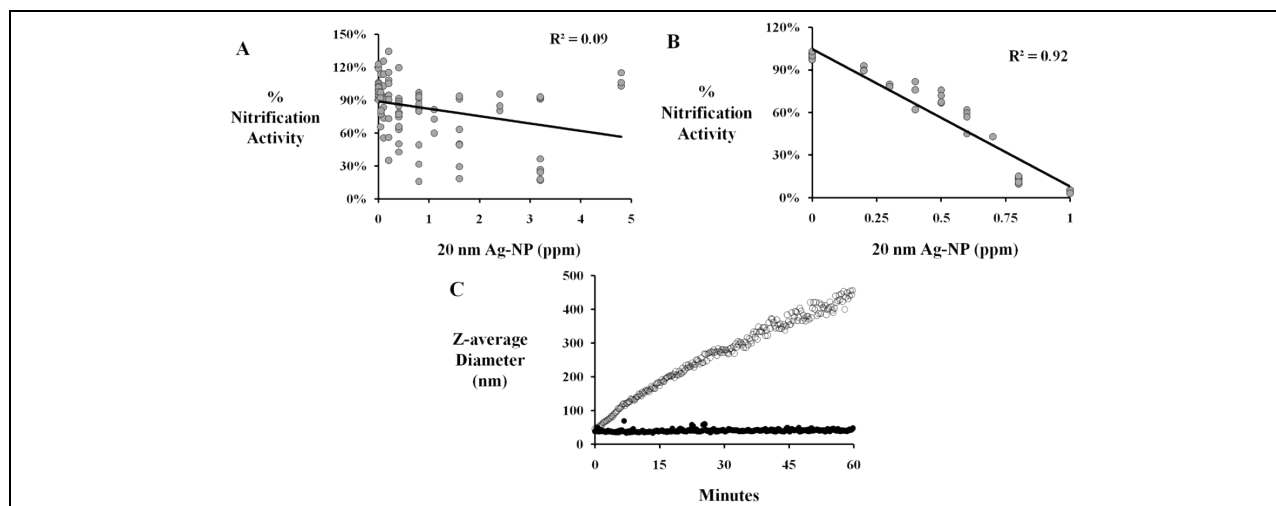 A
R² = 0.09
%
Nitrification
Activity
150%
120%
90%
60%
30%
0%
0 1 2 3 4 5
20 nm Ag-NP (ppm)
B
R² = 0.92
%
Nitrification
Activity
120%
90%
60%
30%
0%
0 0.25 0.5 0.75 1
20 nm Ag-NP (ppm)
C
Z-average
Diameter
(nm)
500
400
300
200
100
0
0 15 30 45 60
Minutes